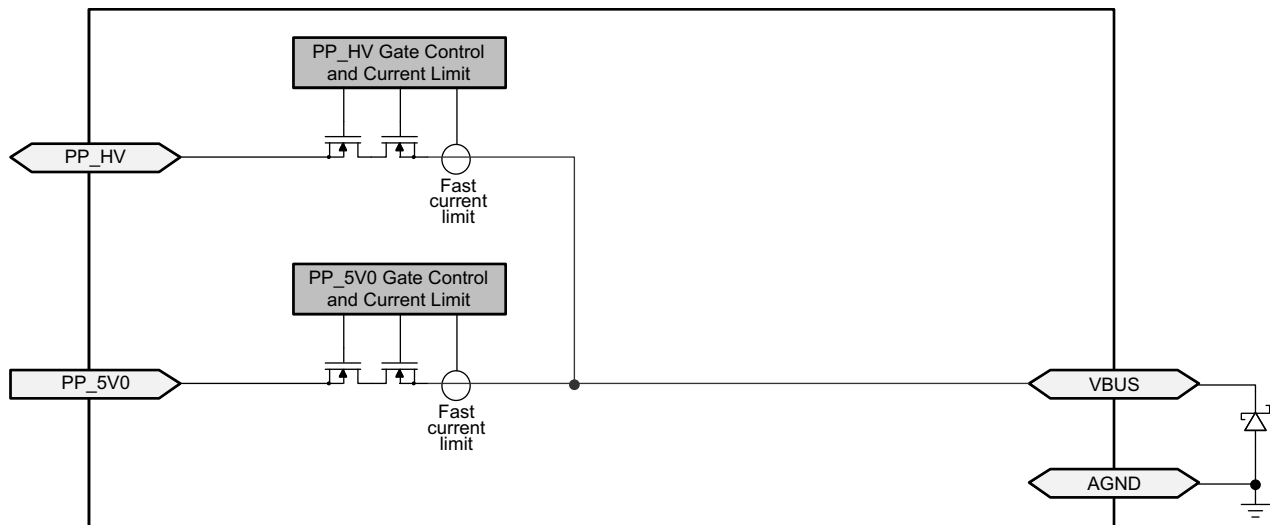 PP_HV Gate Control
and Current Limit
PP_HV
Fast
current
limit
PP_5V0 Gate Control
and Current Limit
PP_5V0
Fast
current
limit
VBUS
AGND